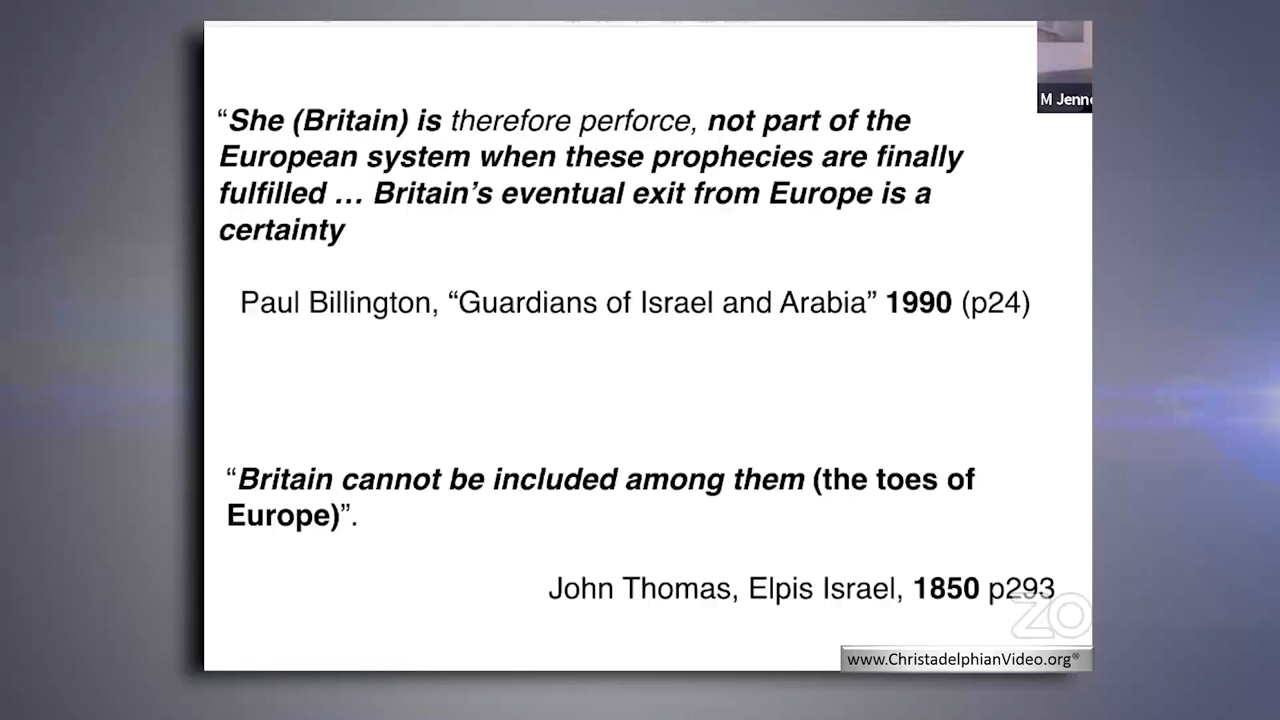 M Jenn
“She (Britain) is therefore perforce, not part of the
European system when these prophecies are finally
fulfilled … Britain’s eventual exit from Europe is a
certainty
Paul Billington, “Guardians of Israel and Arabia” 1990 (p24)
“Britain cannot be included among them (the toes of
Europe)”.
John Thomas, Elpis Israel, 1850 p293
ZO
www.ChristadelphianVideo.org®